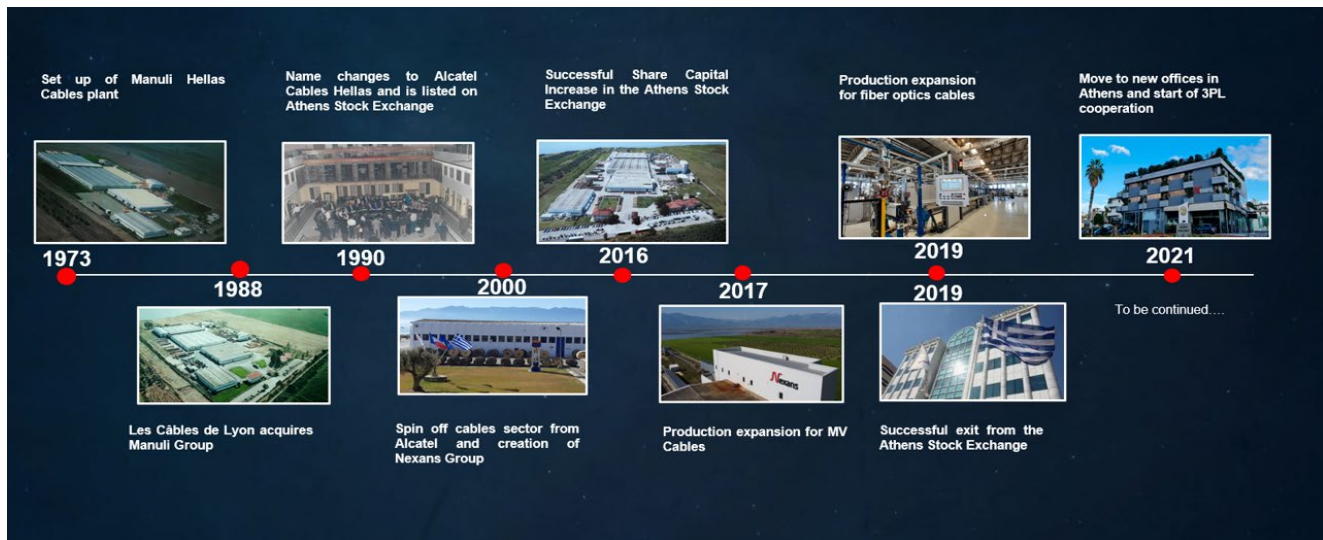 Set up of Manuli Hellas
Cables plant
1973
Les Câbles de Lyon acquires
Manuli Group
1988
Name changes to Alcatel
Cables Hellas and is listed on
Athens Stock Exchange
1990
2000
Spin off cables sector from
Alcatel and creation of
Nexans Group
Successful Share Capital
Increase in the Athens Stock
Exchange
2016
2017
Nexans
Production expansion for MV
Cables
Production expansion
for fiber optics cables
2019
2019
Successful exit from the
Athens Stock Exchange
Move to new offices in
Athens and start of 3PL
cooperation
2021
To be continued....